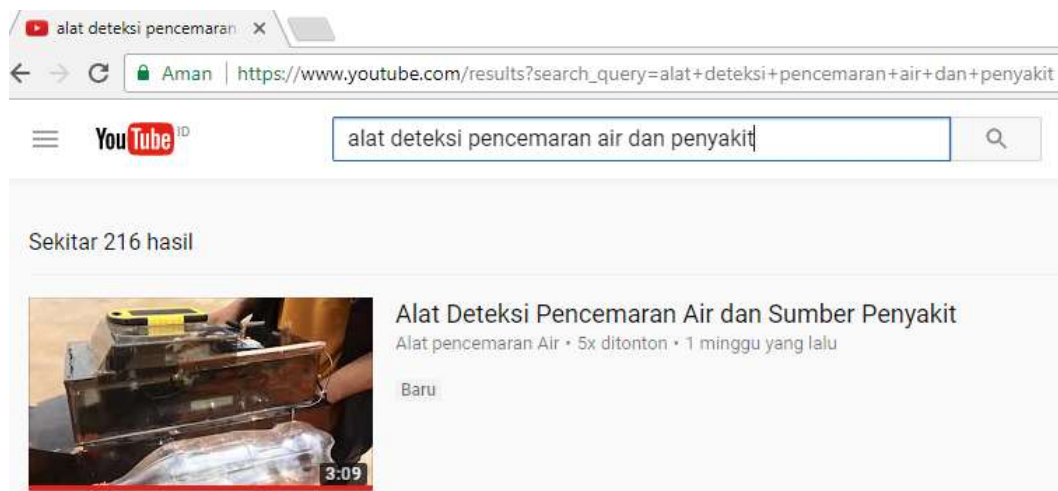 alat deteksi pencemaran
Aman | https://www.youtube.com/results?search_query=alat+deteksi+pencemaran+air+dan+penyakit
YouTube ID
alat deteksi pencemaran air dan penyakit
Sekitar 216 hasil
Alat Deteksi Pencemaran Air dan Sumber Penyakit
Alat pencemaran Air • 5x ditonton • 1 minggu yang lalu
Baru
3:09